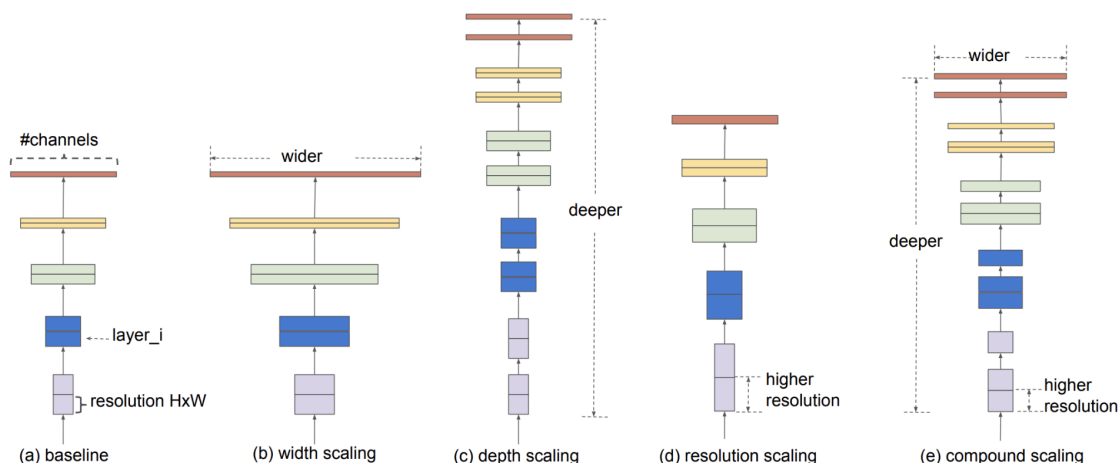 #channels
layer_i
resolution HxW
(a) baseline
wider
(b) width scaling
deeper
(c) depth scaling
higher
resolution
(d) resolution scaling
wider
deeper
higher
resolution
(e) compound scaling